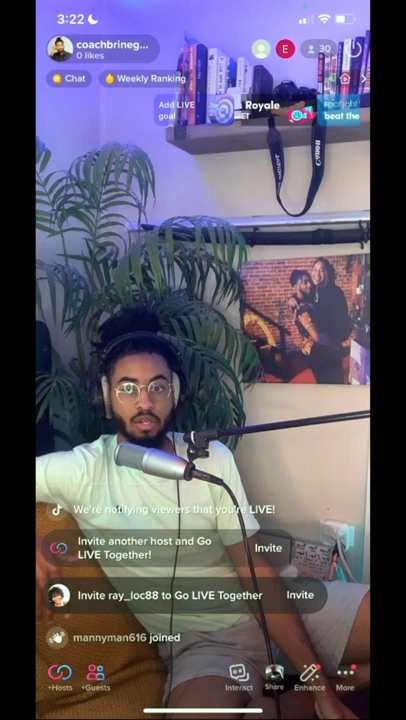 3:22
coachbrineg...
0 likes
E
30
Chat
Weekly Ranking
Add LIVE
goal
Royale
spotlight
beat the
Canon
We're notifying viewers that you're LIVE!
Invite another host and Go
LIVE Together!
Invite
Invite ray_loc88 to Go LIVE Together
Invite
mannyman616 joined
+Hosts
+Guests
Interact
Share
Enhance
More